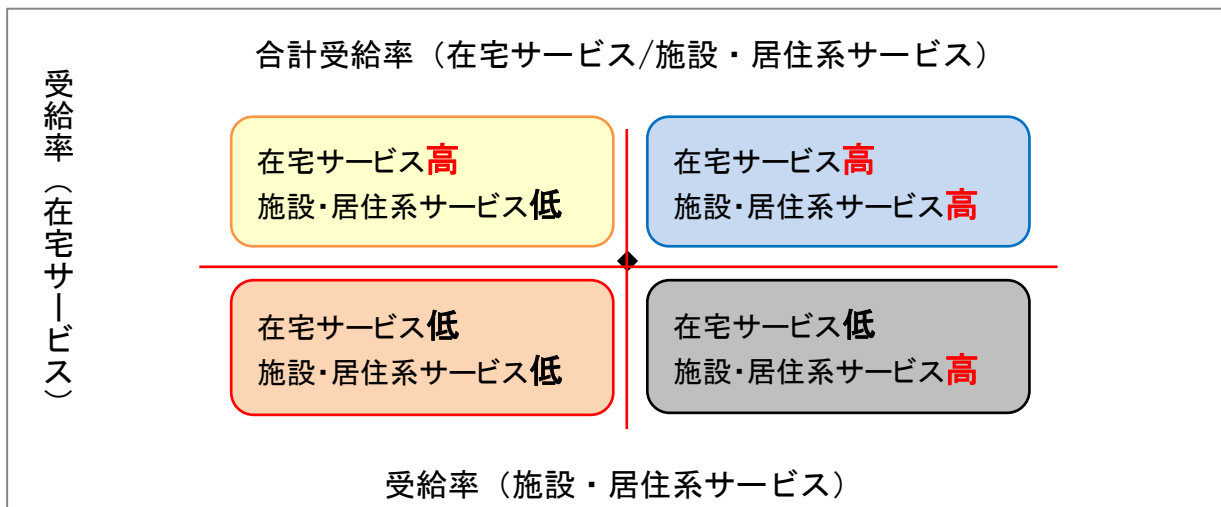 合計受給率（在宅サービス/施設・居住系サービス）
受給率（在宅サービス）
在宅サービス高
施設・居住系サービス低
在宅サービス高
施設・居住系サービス高
在宅サービス低
施設・居住系サービス低
在宅サービス低
施設・居住系サービス高
受給率（施設・居住系サービス）